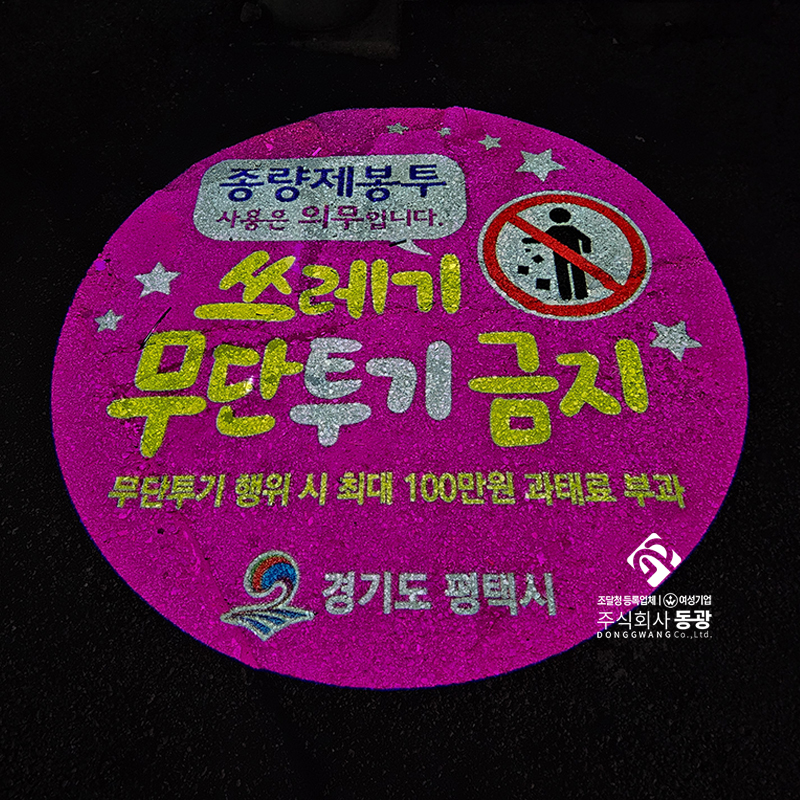 종량제봉투
사용은 의무입니다.
쓰레기
무단투기 금지
무단투기 행위 시 최대 100만원 과태료 부과
경기도 평택시
조달청 등록업체 | 여성기업
주식회사 동광
DONGGWANG Co., Ltd.